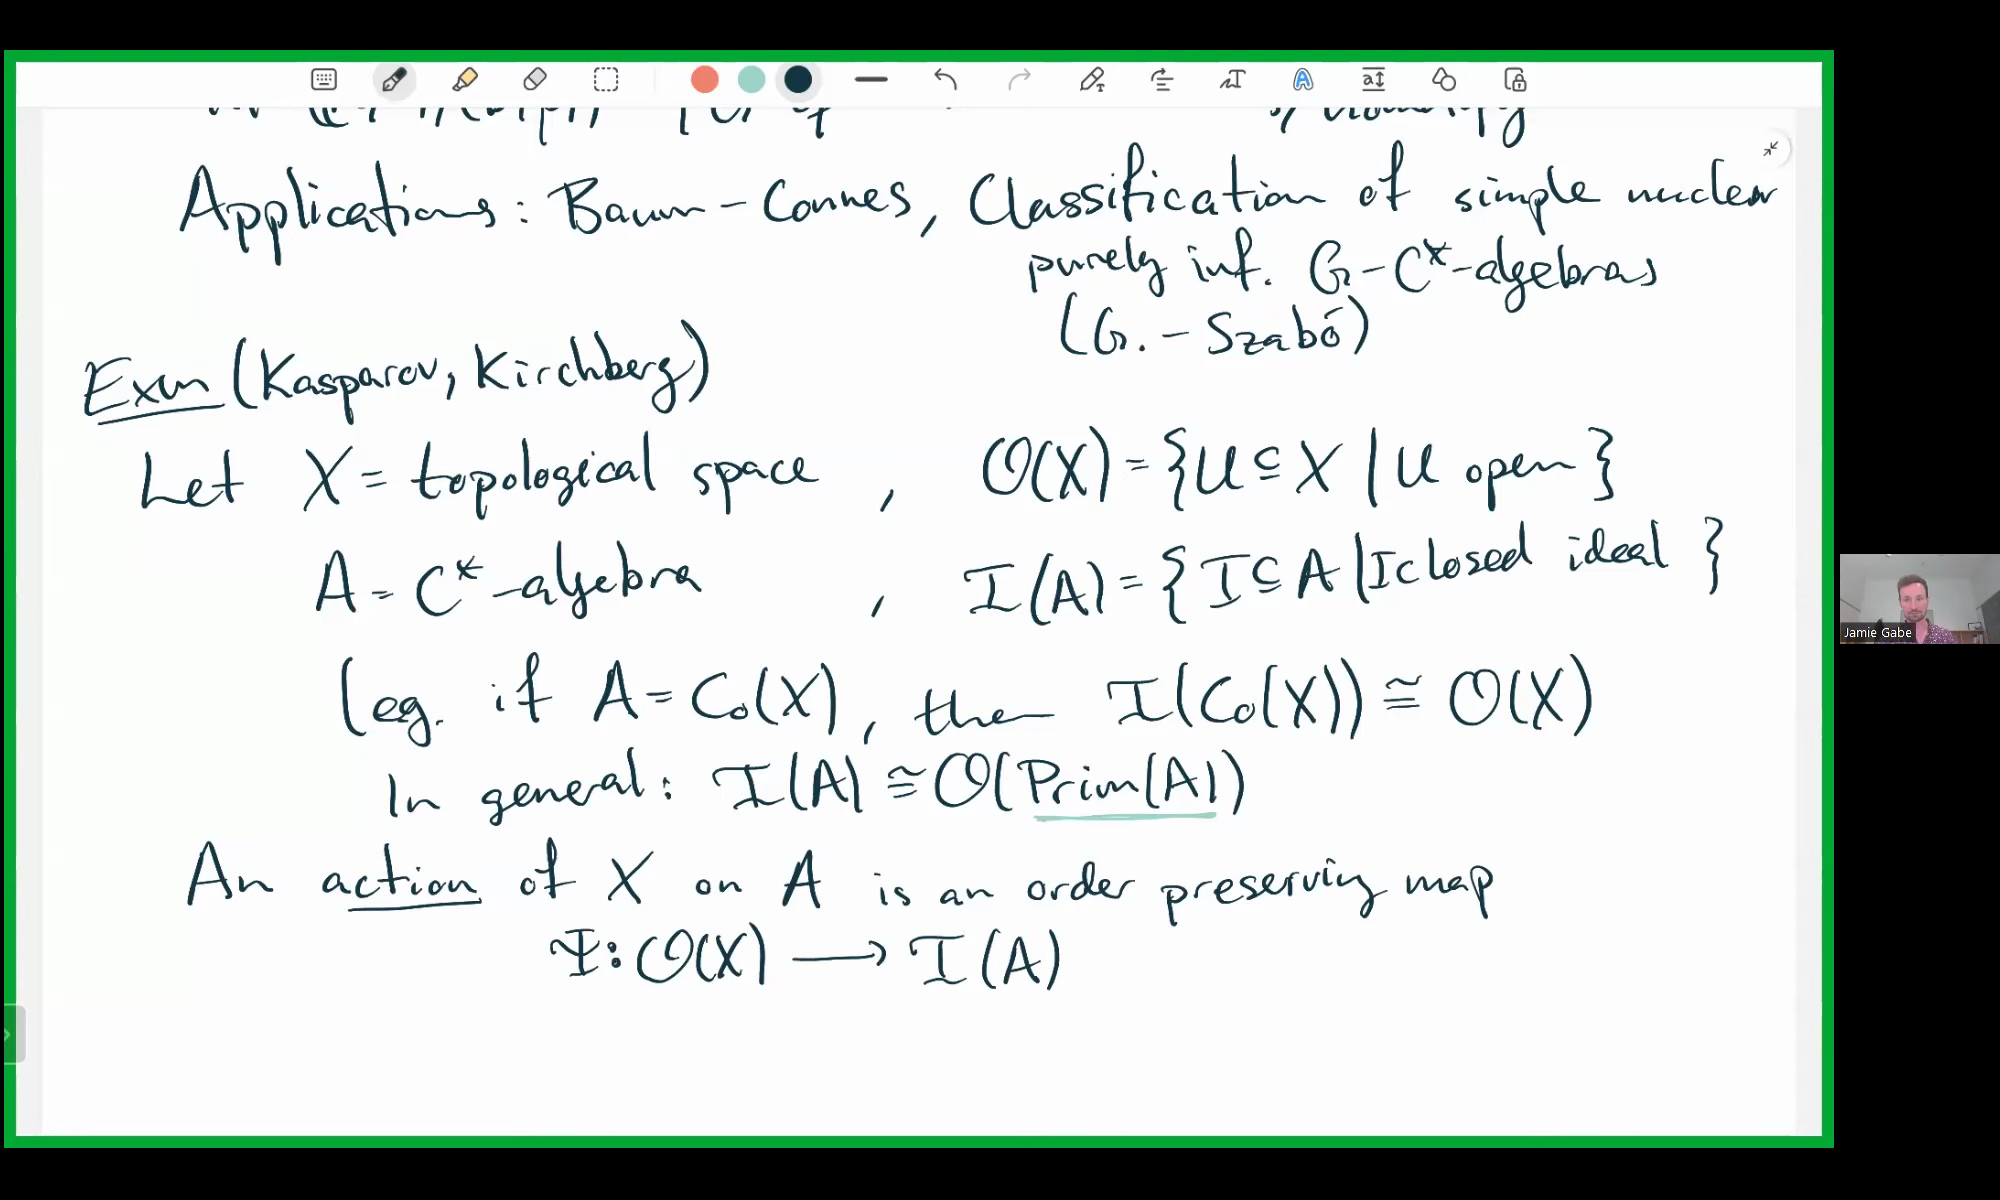 Applications: Baum-Connes, Classification of simple nuclear
purely inf. G-C*-algebras
(G.-Szabó)
Exm (Kasparov, Kirchberg)
Let X = topological space , O(X) = {U ⊆ X | U open}
A = C*-algebra , I(A) = {I ⊆ A | I closed ideal }
(eg. if A = C₀(X), then I(C₀(X)) ≅ O(X)
In general: I(A) ≅ O(Prim(A))
An action of X on A is an order preserving map
Ψ: O(X) ⟶ I(A)
Jamie Gabe